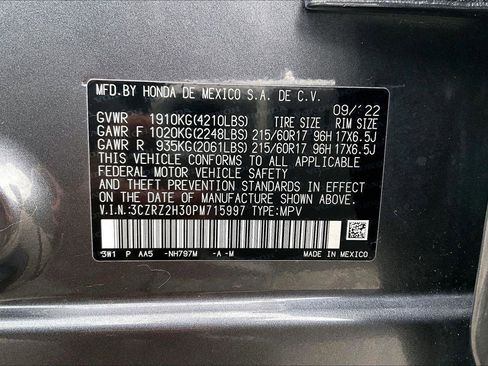 MFD.BY HONDA DE MEXICO S.A. DE C.V.
09/'22
GVWR 1910KG(4210LBS) TIRE SIZE RIM SIZE
GAWR F 1020KG(2248LBS) 215/60R17 96H 17X6.5J
GAWR R 935KG(2061LBS) 215/60R17 96H 17X6.5J
THIS VEHICLE CONFORMS TO ALL APPLICABLE
FEDERAL MOTOR VEHICLE SAFETY
AND THEFT PREVENTION STANDARDS IN EFFECT
ON THE DATE OF MANUFACTURE SHOWN ABOVE.
V.I.N:3CZRZ2H30PM715997 TYPE:MPV
3W1 P AA5 -NH797M -A -M MADE IN MEXICO